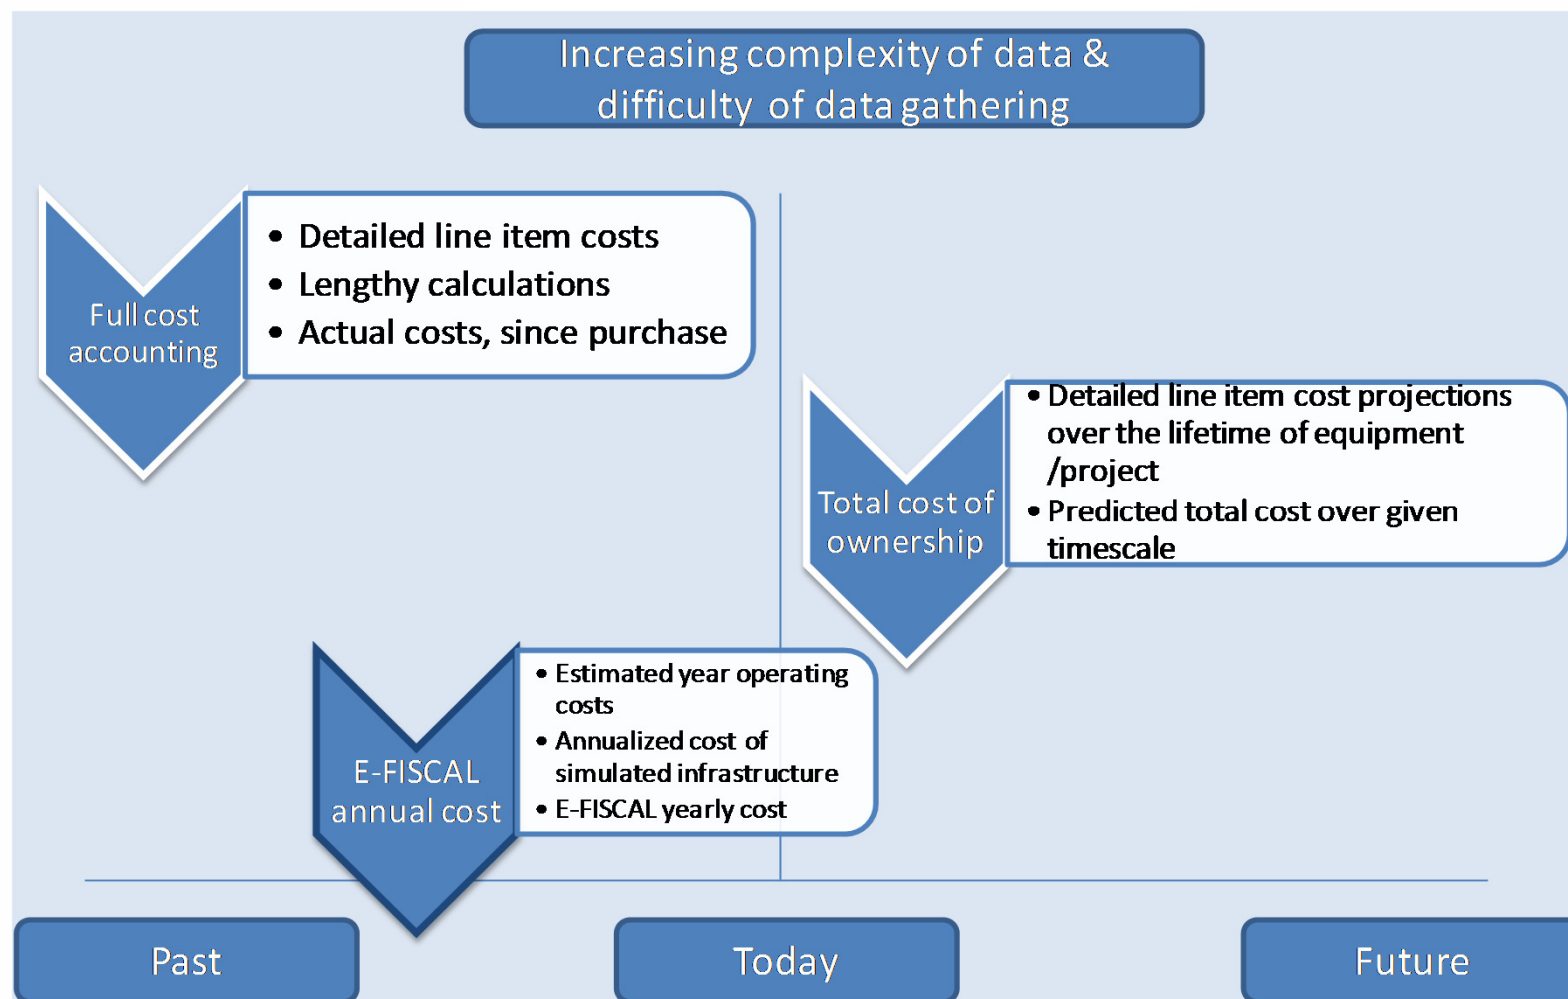 Increasing complexity of data &
difficulty of data gathering
Full cost
accounting
• Detailed line item costs
• Lengthy calculations
• Actual costs, since purchase
Total cost of
ownership
• Detailed line item cost projections
over the lifetime of equipment
/project
• Predicted total cost over given
timescale
E-FISCAL
annual cost
• Estimated year operating
costs
• Annualized cost of
simulated infrastructure
• E-FISCAL yearly cost
Past
Today
Future